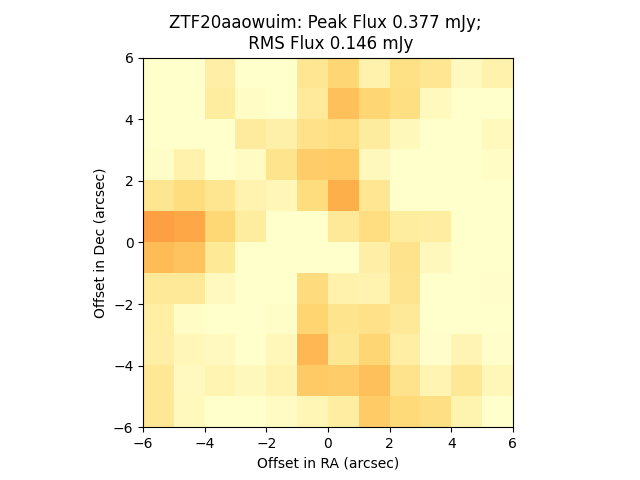 ZTF20aaowuim: Peak Flux 0.377 mJy;
RMS Flux 0.146 mJy
6
4
2
0
−2
−4
−6
Offset in Dec (arcsec)
−6 −4 −2 0 2 4 6
Offset in RA (arcsec)